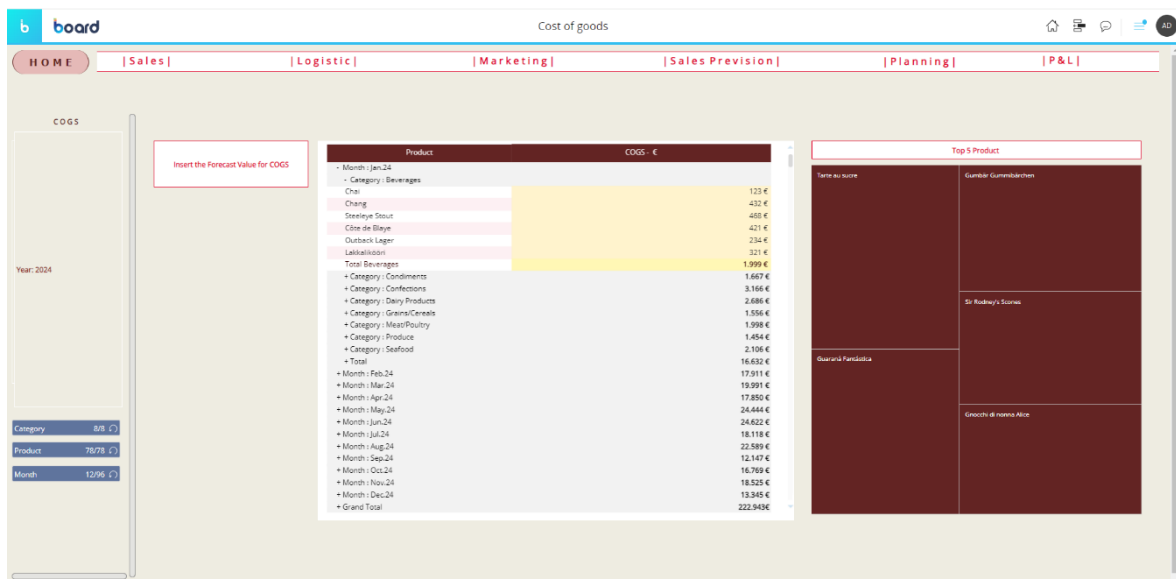 b board Cost of goods AD
HOME |Sales| |Logistic| |Marketing| |Sales Prevision| |Planning| |P&L|
COGS
Year: 2024
Category 8/8
Product 78/78
Month 12/96
Insert the Forecast Value for COGS
Product COGS - €
- Month : Jan.24
- Category : Beverages
Chai 123 €
Chang 432 €
Steeleye Stout 468 €
Côte de Blaye 421 €
Outback Lager 234 €
Lakkalikööri 321 €
Total Beverages 1.999 €
+ Category : Condiments 1.667 €
+ Category : Confections 3.166 €
+ Category : Dairy Products 2.686 €
+ Category : Grains/Cereals 1.556 €
+ Category : Meat/Poultry 1.998 €
+ Category : Produce 1.454 €
+ Category : Seafood 2.106 €
+ Total 16.632 €
+ Month : Feb.24 17.911 €
+ Month : Mar.24 19.991 €
+ Month : Apr.24 17.850 €
+ Month : May.24 24.444 €
+ Month : Jun.24 24.622 €
+ Month : Jul.24 18.118 €
+ Month : Aug.24 22.589 €
+ Month : Sep.24 12.147 €
+ Month : Oct.24 16.769 €
+ Month : Nov.24 18.525 €
+ Month : Dec.24 13.345 €
+ Grand Total 222.943€
Top 5 Product
Tarte au sucre
Gumbär Gummibärchen
Sir Rodney's Scones
Guaraná Fantástica
Gnocchi di nonna Alice